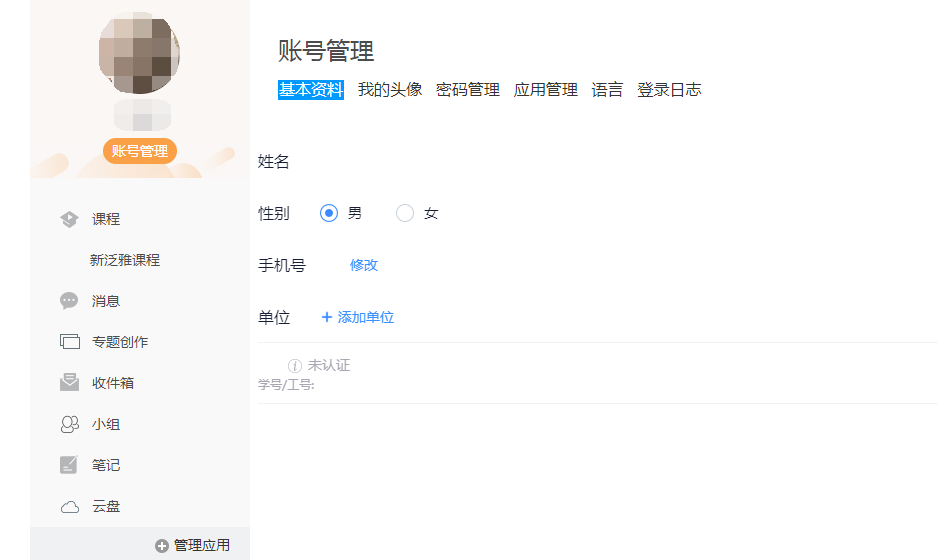 账号管理
课程
新泛雅课程
消息
专题创作
收件箱
小组
笔记
云盘
管理应用
账号管理
基本资料 我的头像 密码管理 应用管理 语言 登录日志
姓名
性别 男 女
手机号 修改
单位 + 添加单位
未认证
学号/工号: